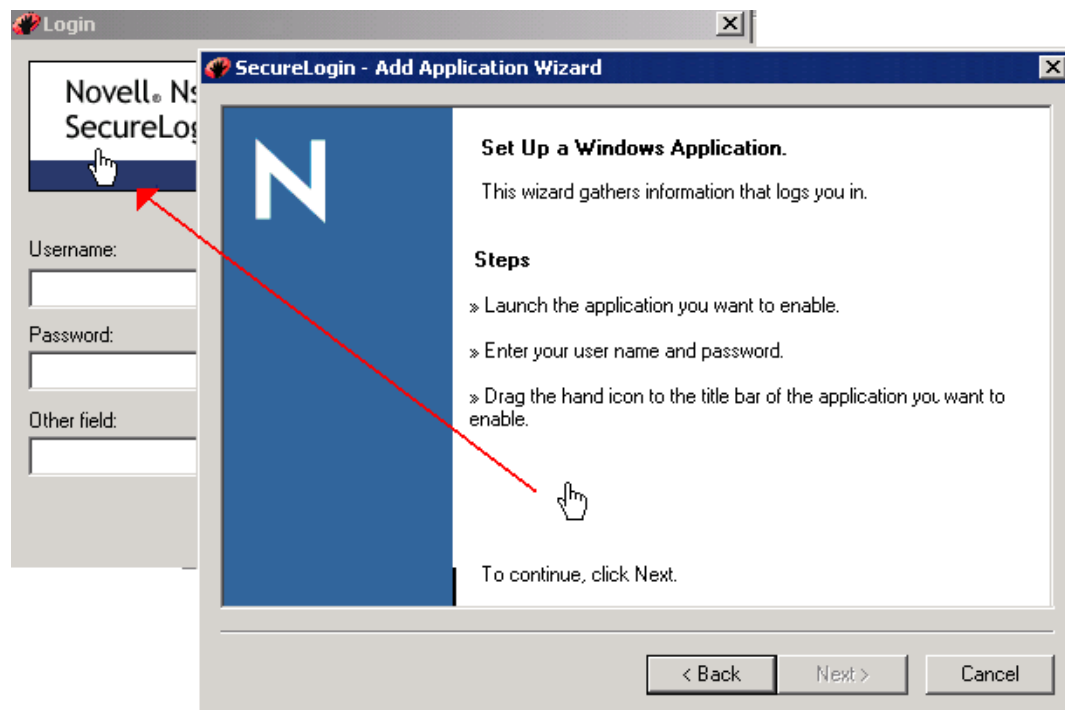 Login
Novell® Ns
SecureLog
Username:
Password:
Other field:
SecureLogin - Add Application Wizard
N
Set Up a Windows Application.
This wizard gathers information that logs you in.
Steps
» Launch the application you want to enable.
» Enter your user name and password.
» Drag the hand icon to the title bar of the application you want to
enable.
To continue, click Next.
< Back
Next >
Cancel